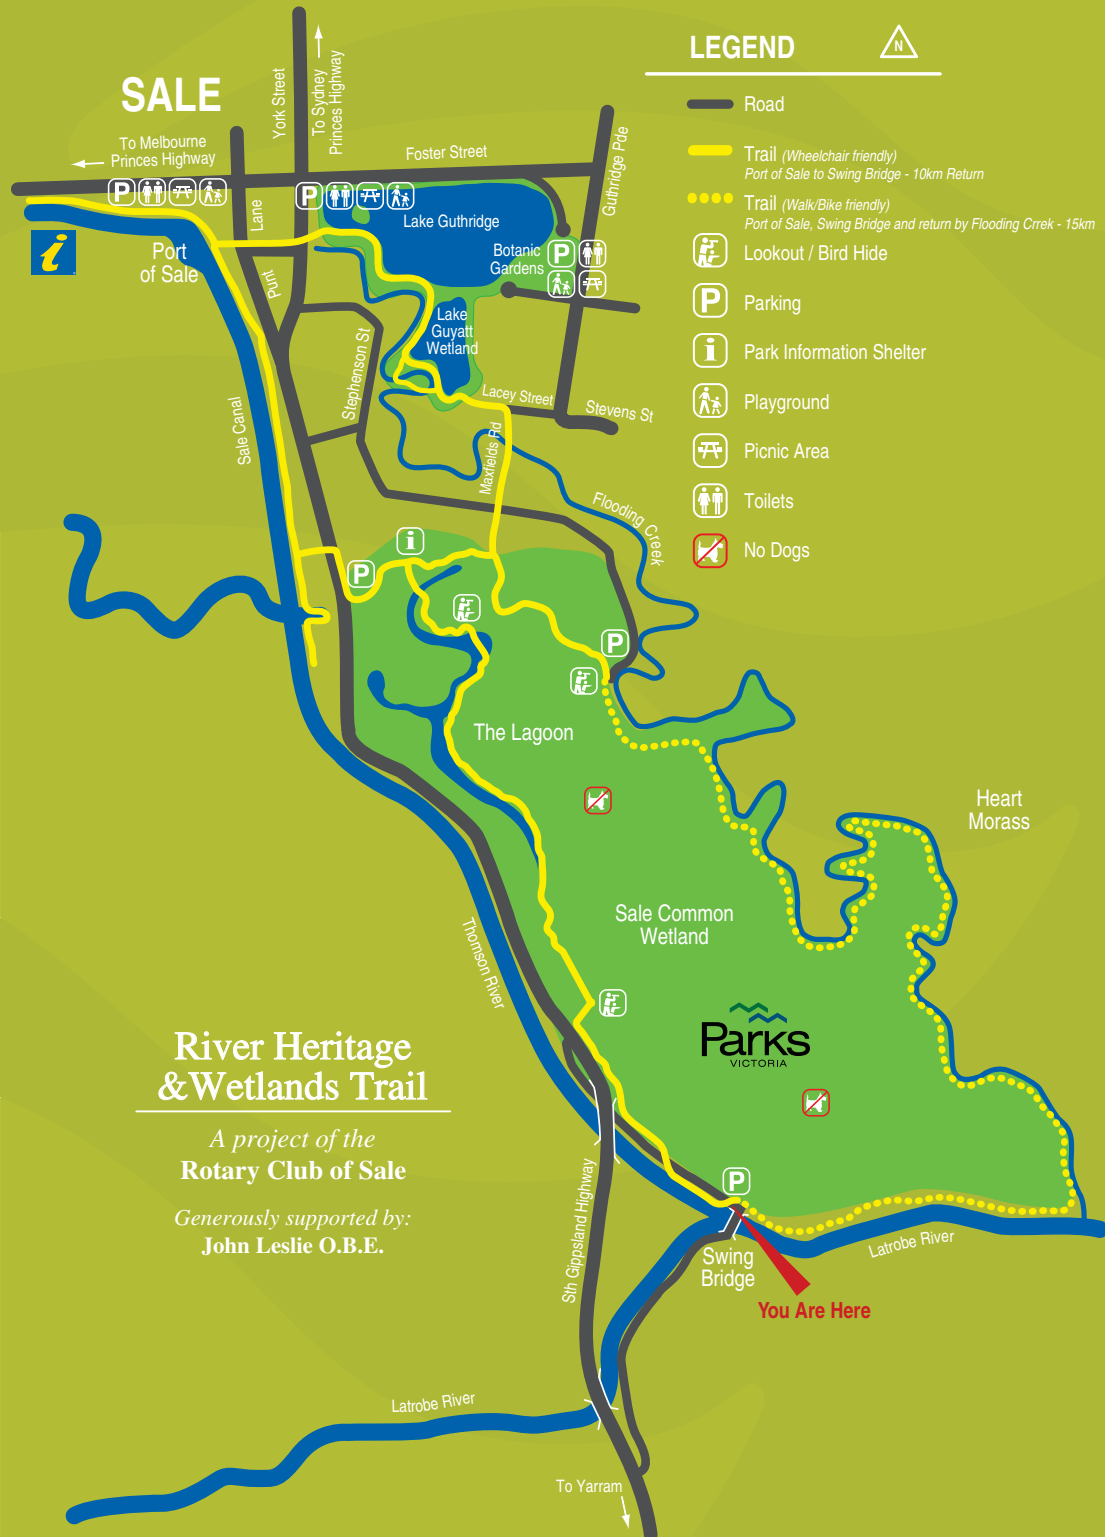 SALE
To Melbourne
Princes Highway
York Street
To Sydney
Princes Highway
Foster Street
Guthridge Pde
LEGEND
N
Road
Trail (Wheelchair friendly)
Port of Sale to Swing Bridge - 10km Return
Trail (Walk/Bike friendly)
Port of Sale, Swing Bridge and return by Flooding Crrek - 15km
Lookout / Bird Hide
P
Parking
i
Park Information Shelter
Playground
Picnic Area
Toilets
No Dogs
P
P
Lane
Lake Guthridge
i
Port
of Sale
Botanic
Gardens
P
Punt
Lake
Guyatt
Wetland
Stephenson St
Lacey Street
Stevens St
Sale Canal
Maxfields Rd
Flooding Creek
i
P
P
The Lagoon
Heart
Morass
Sale Common
Wetland
Thomson River
Parks
VICTORIA
River Heritage
&Wetlands Trail
A project of the
Rotary Club of Sale
Generously supported by:
John Leslie O.B.E.
Sth Gippsland Highway
P
Swing
Bridge
Latrobe River
You Are Here
Latrobe River
To Yarram